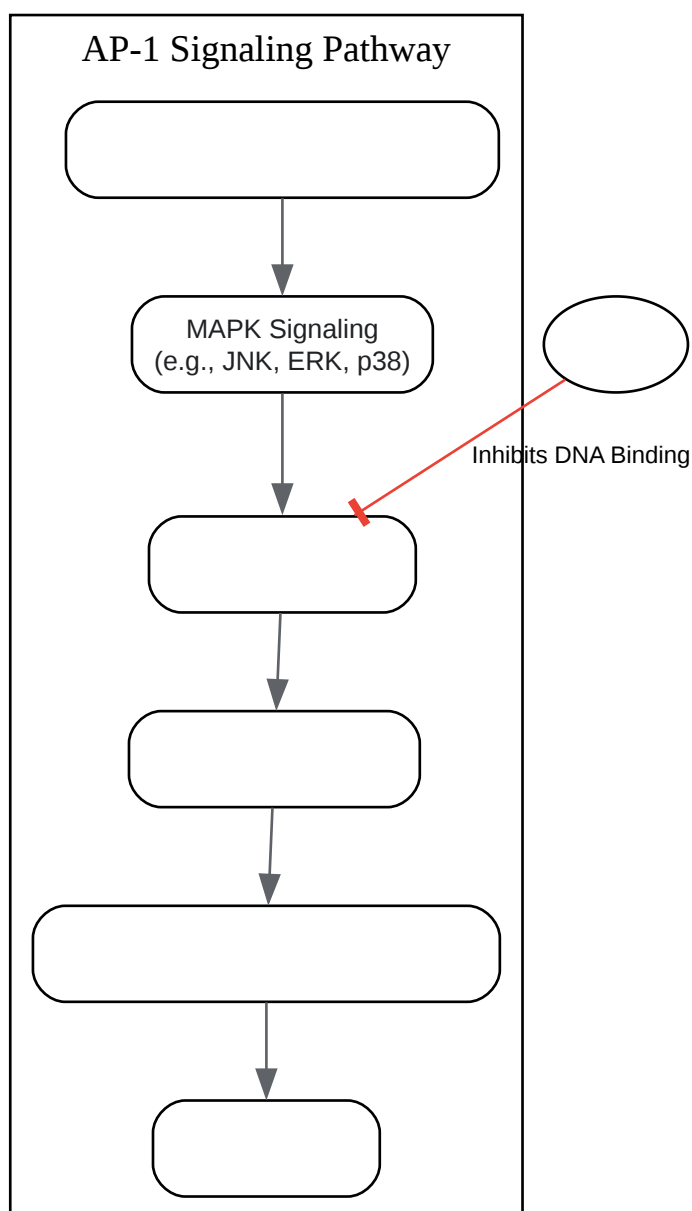 AP-1 Signaling Pathway
MAPK Signaling
(e.g., JNK, ERK, p38)
Inhibits DNA Binding